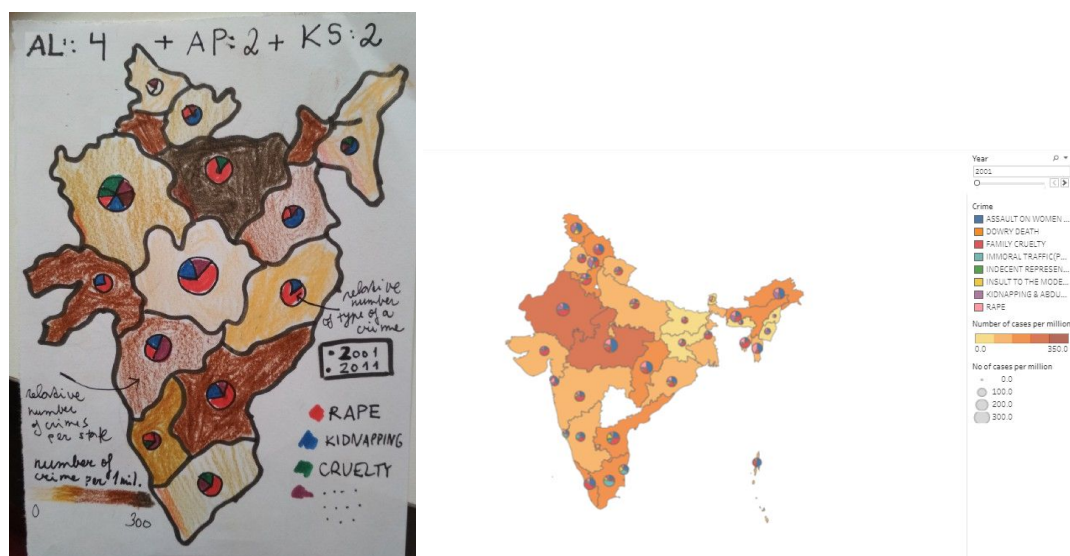 AL: 4 + AP: 2 + KS: 2
relative
number
of type of a
crime
• 2001
• 2011
relative
number
of crimes
per state
number of
crime per 1 mil.
0
300
RAPE
KIDNAPPING
CRUELTY
Year
2001
Crime
ASSAULT ON WOMEN ...
DOWRY DEATH
FAMILY CRUELTY
IMMORAL TRAFFIC(P...
INDECENT REPRESEN...
INSULT TO THE MODE...
KIDNAPPING & ABDU...
RAPE
Number of cases per million
0.0 350.0
No of cases per million
0.0
100.0
200.0
300.0